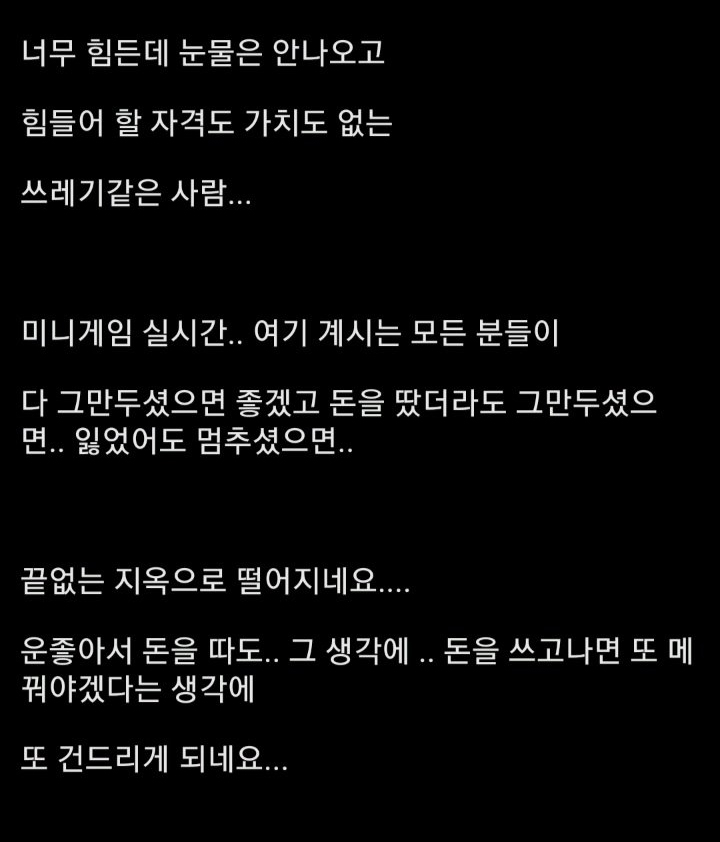 너무 힘든데 눈물은 안나오고
힘들어 할 자격도 가치도 없는
쓰레기같은 사람...
미니게임 실시간.. 여기 계시는 모든 분들이
다 그만두셨으면 좋겠고 돈을 땄더라도 그만두셨으
면.. 잃었어도 멈추셨으면..
끝없는 지옥으로 떨어지네요....
운좋아서 돈을 따도.. 그 생각에 .. 돈을 쓰고나면 또 메
꿔야겠다는 생각에
또 건드리게 되네요...